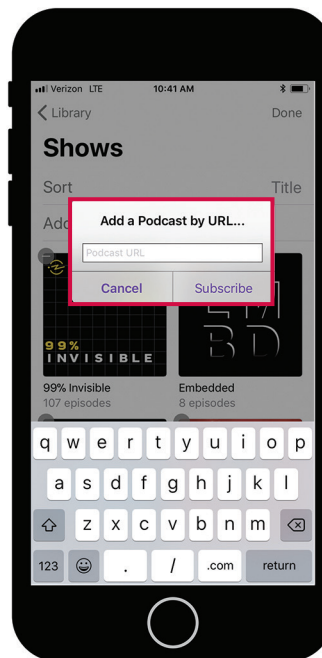 Verizon LTE 10:41 AM
Library Done
Shows
Sort Title
Add
Add a Podcast by URL...
Podcast URL
Cancel Subscribe
99%
INVISIBLE
BD
99% Invisible Embedded
107 episodes 8 episodes
q w e r t y u i o p
a s d f g h j k l
z x c v b n m
123 . / .com return